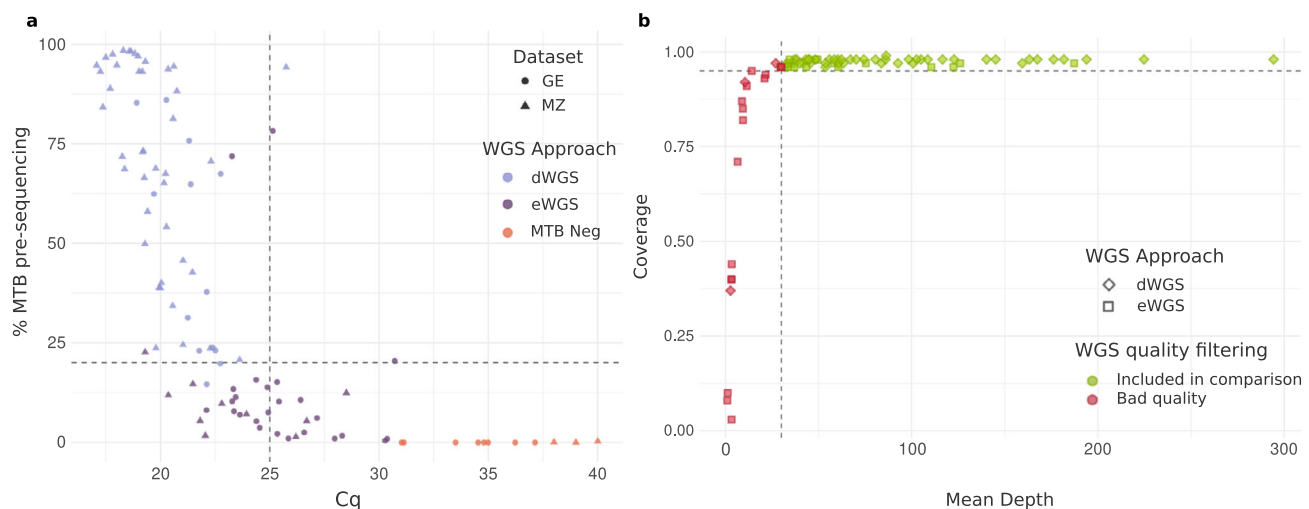 a
% MTB pre-sequencing
100
75
50
25
0
20
25
30
35
40
Cq
Dataset
GE
MZ
WGS Approach
dWGS
eWGS
MTB Neg
b
Coverage
1.00
0.75
0.50
0.25
0.00
0
100
200
300
Mean Depth
WGS Approach
dWGS
eWGS
WGS quality filtering
Included in comparison
Bad quality